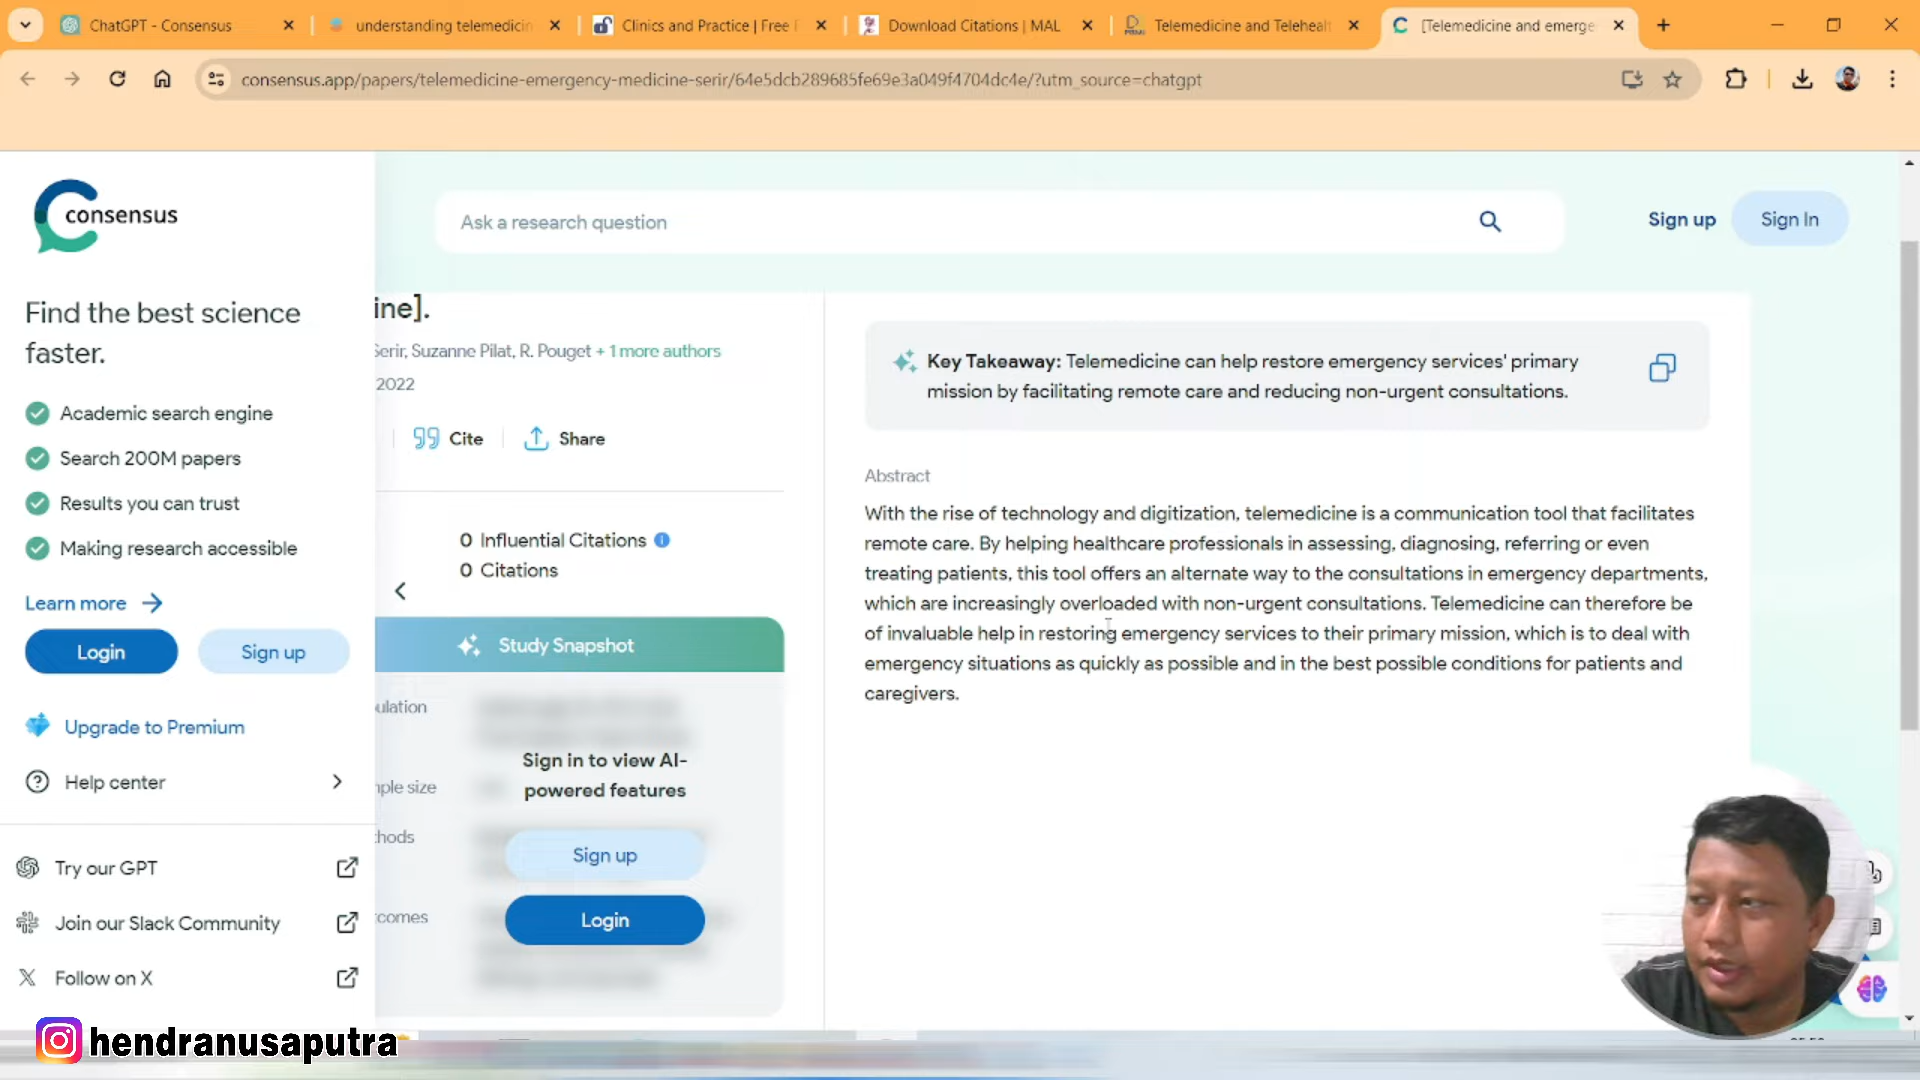 ChatGPT - Consensus
understanding telemedicin
Clinics and Practice | Free
Download Citations | MAL
Telemedicine and Telehealt
[Telemedicine and emerge
consensus.app/papers/telemedicine-emergency-medicine-serir/64e5dcb289685fe69e3a049f4704dc4e/?utm_source=chatgpt
consensus
Ask a research question
Sign up
Sign In
Find the best science
faster.
Academic search engine
Search 200M papers
Results you can trust
Making research accessible
Learn more
Login
Sign up
Upgrade to Premium
Help center
Try our GPT
Join our Slack Community
Follow on X
ine].
Serir, Suzanne Pilat, R. Pouget + 1 more authors
2022
Cite
Share
0 Influential Citations
0 Citations
Study Snapshot
ulation
nple size
hods
comes
Sign in to view AI-
powered features
Sign up
Login
Key Takeaway: Telemedicine can help restore emergency services' primary
mission by facilitating remote care and reducing non-urgent consultations.
Abstract
With the rise of technology and digitization, telemedicine is a communication tool that facilitates
remote care. By helping healthcare professionals in assessing, diagnosing, referring or even
treating patients, this tool offers an alternate way to the consultations in emergency departments,
which are increasingly overloaded with non-urgent consultations. Telemedicine can therefore be
of invaluable help in restoring emergency services to their primary mission, which is to deal with
emergency situations as quickly as possible and in the best possible conditions for patients and
caregivers.
hendranusaputra